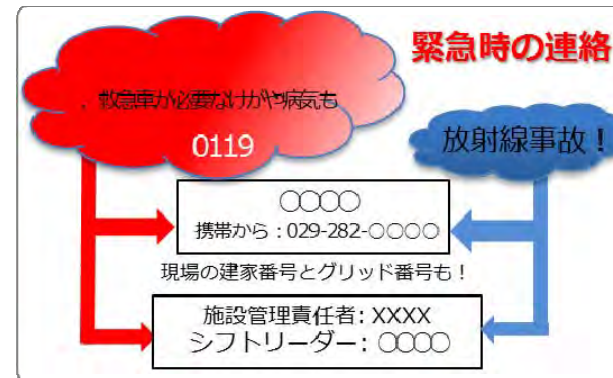 緊急時の連絡
、救急車が必要なけがや病気も
0119
放射線事故！
〇〇〇〇
携帯から：029-282-〇〇〇〇
現場の建家番号とグリッド番号も！
施設管理責任者: XXXX
シフトリーダー: 〇〇〇〇